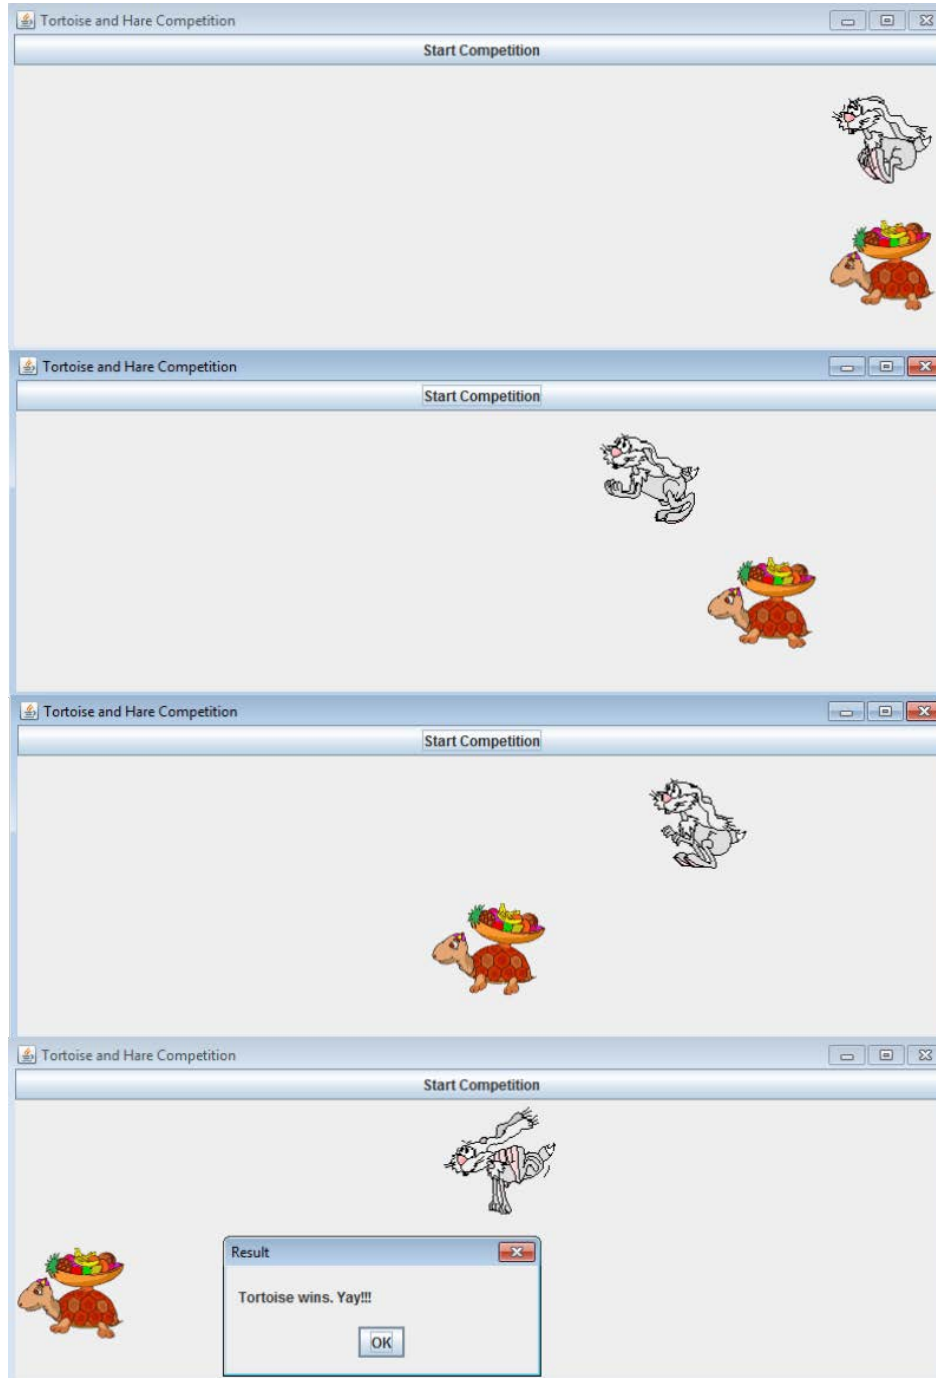 Tortoise and Hare Competition
Start Competition
Tortoise and Hare Competition
Start Competition
Tortoise and Hare Competition
Start Competition
Tortoise and Hare Competition
Start Competition
Result
Tortoise wins. Yay!!!
OK